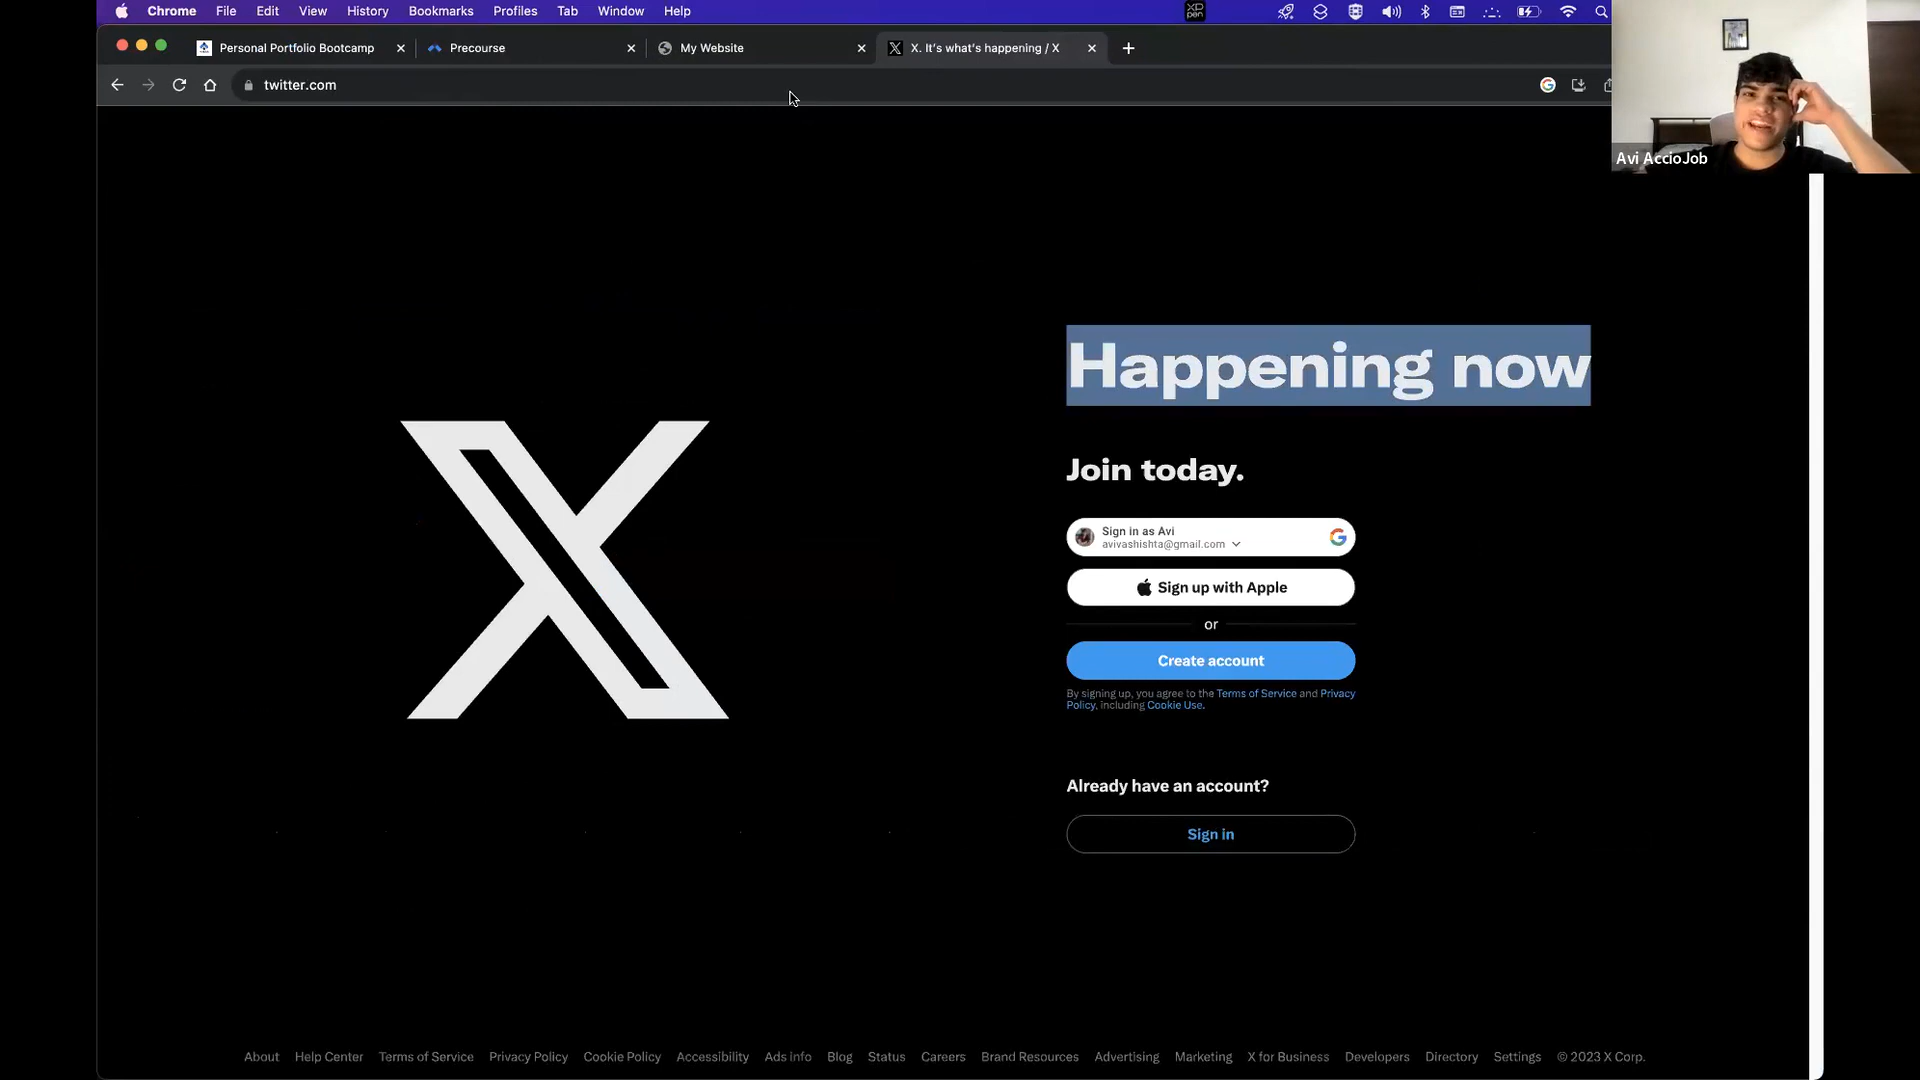 Chrome File Edit View History Bookmarks Profiles Tab Window Help
XP
pen
Personal Portfolio Bootcamp
Precourse
My Website
X. It's what's happening / X
twitter.com
Avi AccioJob
Happening now
Join today.
Sign in as Avi
avivashishta@gmail.com
Sign up with Apple
or
Create account
By signing up, you agree to the Terms of Service and Privacy
Policy, including Cookie Use.
Already have an account?
Sign in
About Help Center Terms of Service Privacy Policy Cookie Policy Accessibility Ads info Blog Status Careers Brand Resources Advertising Marketing X for Business Developers Directory Settings © 2023 X Corp.